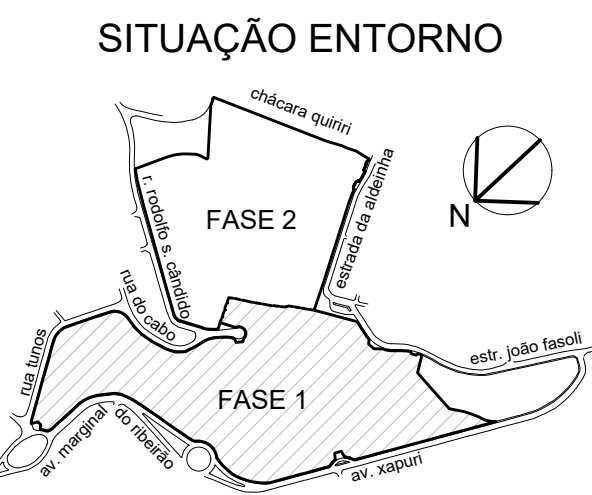 SITUAÇÃO ENTORNO
chácara quiriri
r. rodolfo s. cândido
FASE 2
estrada da aldeinha
N
rua do cabo
rua tunos
FASE 1
estr. joão fasoli
av. marginal
do ribeirão
av. xapuri